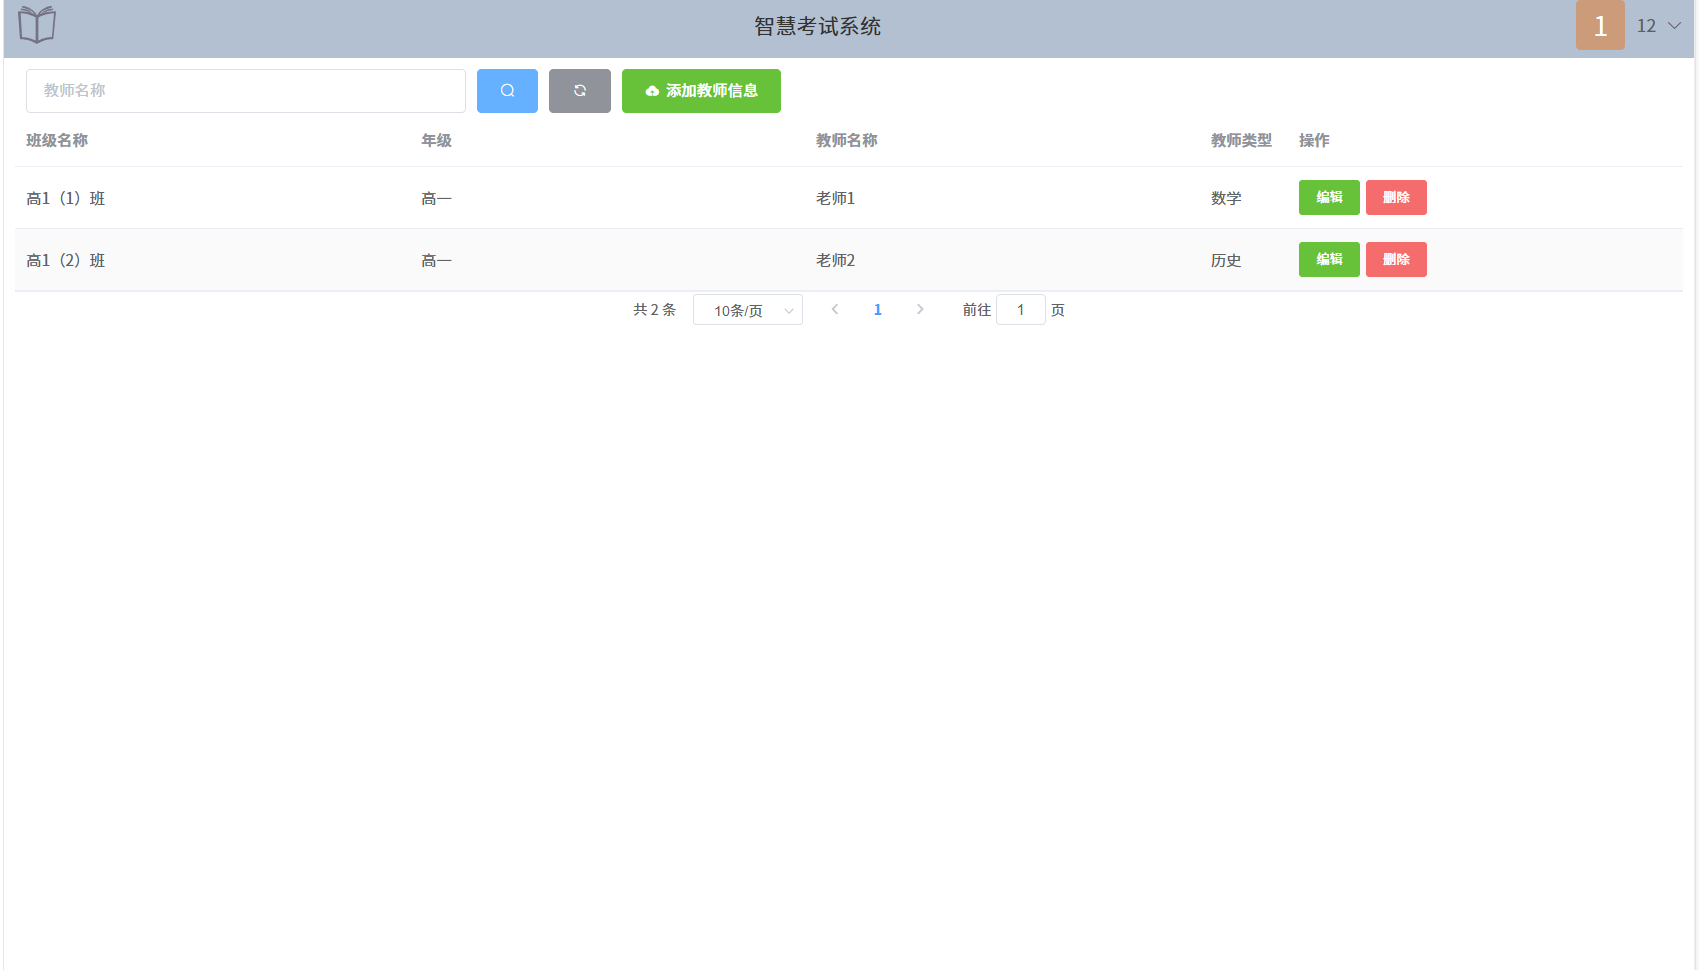 智慧考试系统
1 12
教师名称 添加教师信息
班级名称 年级 教师名称 教师类型 操作
高1（1）班 高一 老师1 数学 编辑 删除
高1（2）班 高一 老师2 历史 编辑 删除
共 2 条 10条/页 1 前往 1 页